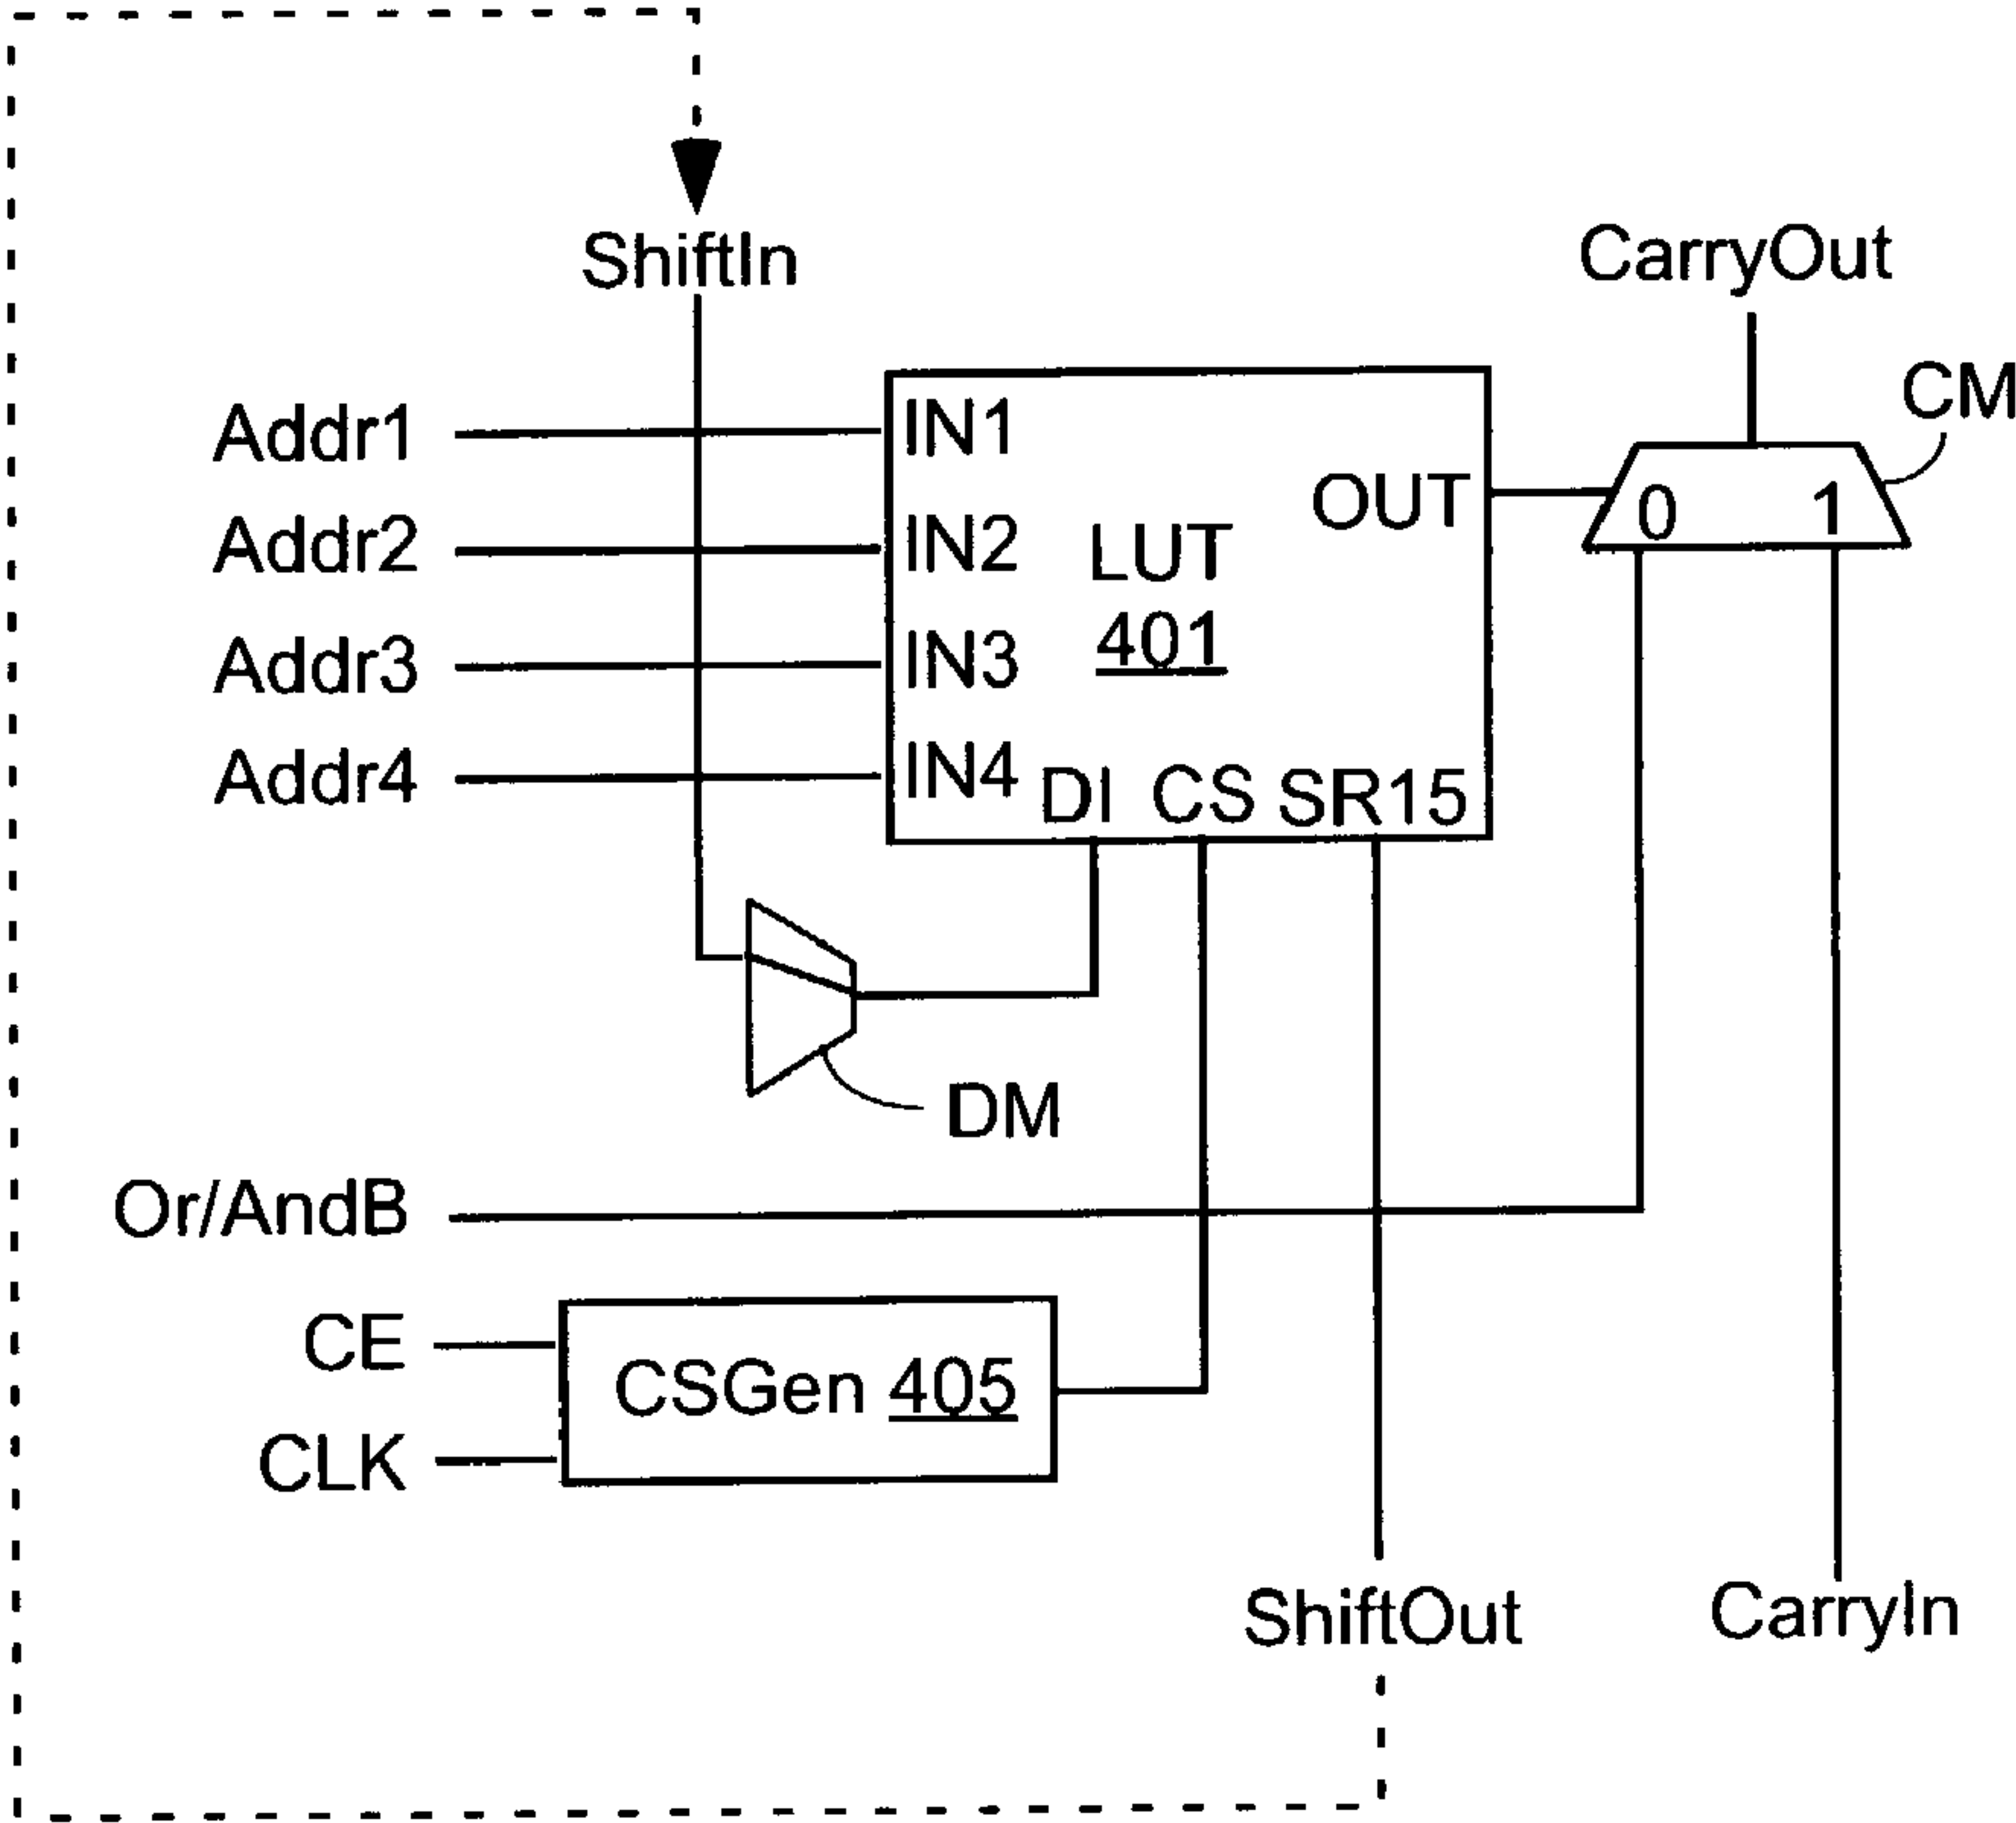 ShiftIn
CarryOut
CM
Addr1
Addr2
Addr3
Addr4
IN1
IN2
IN3
IN4
OUT
LUT
401
0 1
DI CS SR15
DM
Or/AndB
CE
CLK
CSGen 405
ShiftOut
CarryIn